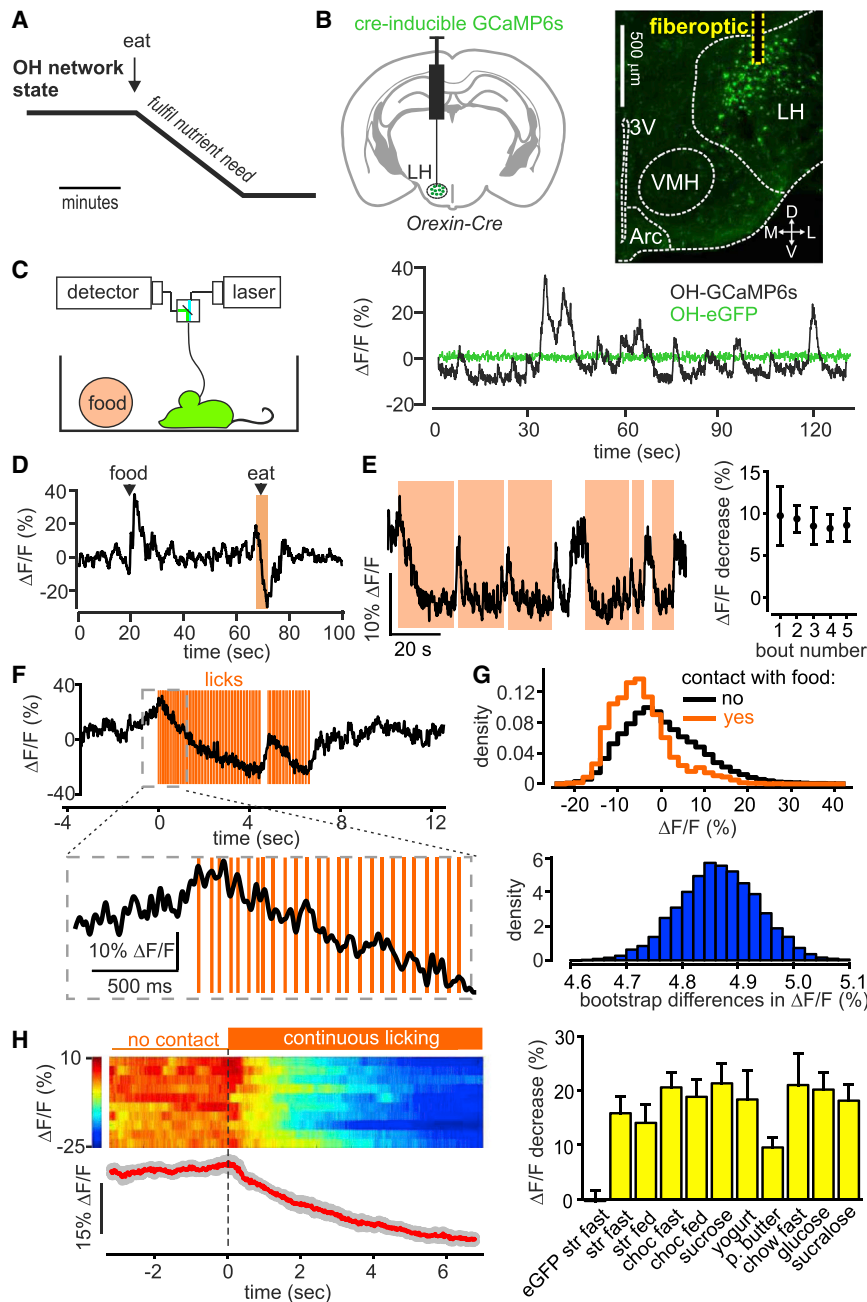 A
eat
OH network
state
fulfil nutrient need
minutes
B
cre-inducible GCaMP6s
LH
Orexin-Cre
fiberoptic
500 µm
LH
3V
VMH
Arc
D
M L
V
C
detector
laser
food
40
20
0
-20
ΔF/F (%)
OH-GCaMP6s
OH-eGFP
0 30 60 90 120
time (sec)
D
food
eat
40
20
0
-20
ΔF/F (%)
0 20 40 60 80 100
time (sec)
E
10% ΔF/F
20 s
15
10
5
0
ΔF/F decrease (%)
1 2 3 4 5
bout number
F
licks
40
0
-40
ΔF/F (%)
-4 0 4 8 12
time (sec)
10% ΔF/F
500 ms
G
contact with food:
no
yes
0.12
0.08
0.04
0
density
-20 -10 0 10 20 30 40
ΔF/F (%)
6
4
2
0
density
4.6 4.7 4.8 4.9 5.0 5.1
bootstrap differences in ΔF/F (%)
H
no contact
continuous licking
10
-25
ΔF/F (%)
15% ΔF/F
-2 0 2 4 6
time (sec)
30
20
10
0
ΔF/F decrease (%)
eGFP str fast
str fast
str fed
choc fast
choc fed
sucrose
yogurt
p. butter
chow fast
glucose
sucralose